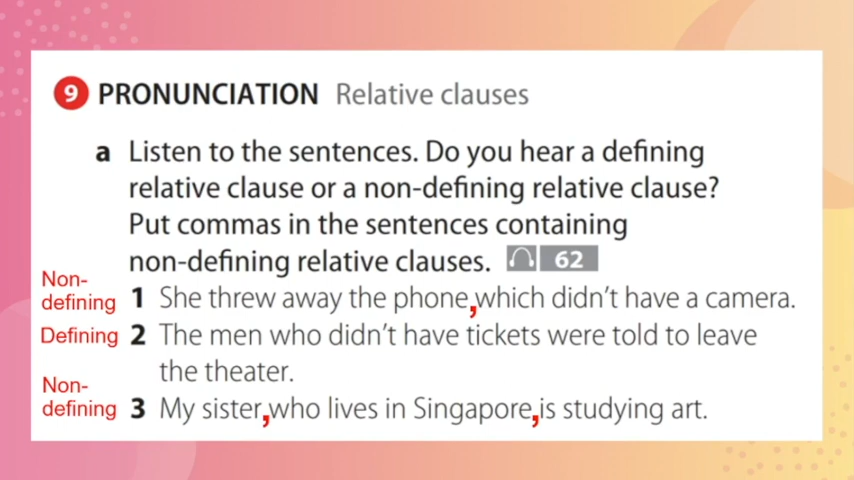 9 PRONUNCIATION Relative clauses
a Listen to the sentences. Do you hear a defining
relative clause or a non-defining relative clause?
Put commas in the sentences containing
non-defining relative clauses. 62
Non-
defining 1 She threw away the phone, which didn't have a camera.
Defining 2 The men who didn't have tickets were told to leave
the theater.
Non-
defining 3 My sister, who lives in Singapore, is studying art.